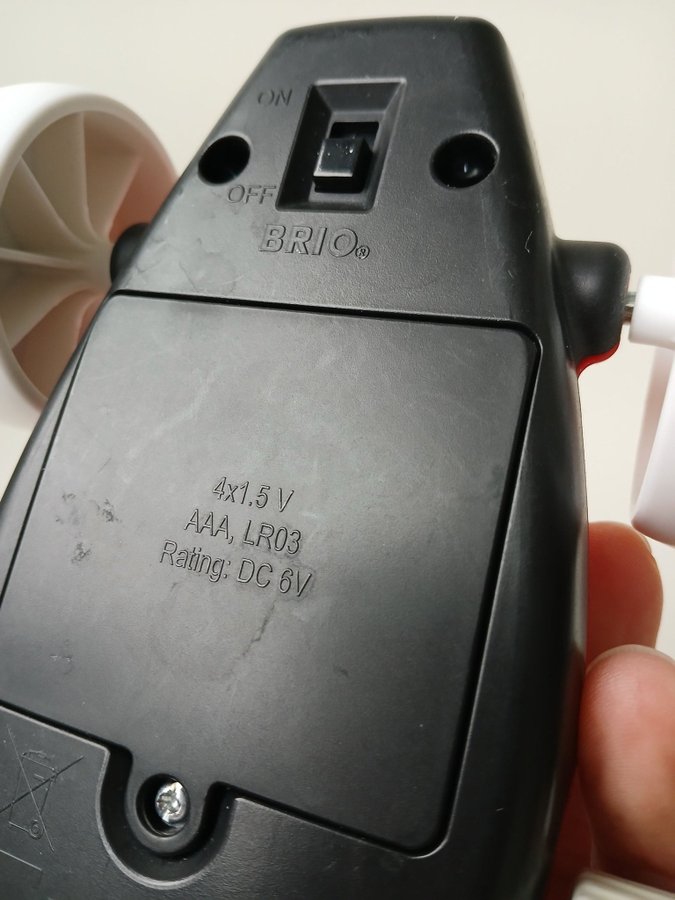 ON
OFF
BRIO®
4x1.5 V
AAA, LR03
Rating: DC 6V